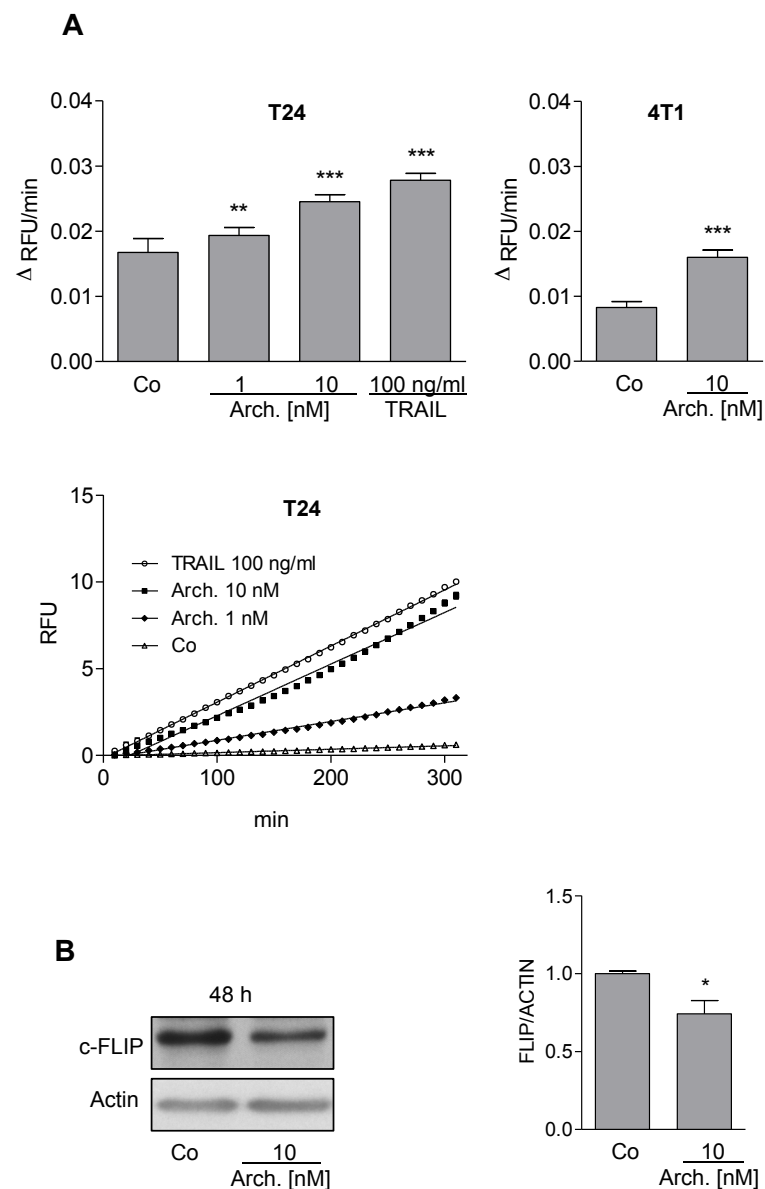 A
T24
Δ RFU/min
0.04
0.03
0.02
0.01
0.00
**
***
***
Co
1
10
100 ng/ml
Arch. [nM]
TRAIL
4T1
Δ RFU/min
0.04
0.03
0.02
0.01
0.00
***
Co
10
Arch. [nM]
T24
RFU
15
10
5
0
TRAIL 100 ng/ml
Arch. 10 nM
Arch. 1 nM
Co
0
100
200
300
min
B
48 h
c-FLIP
Actin
Co
10
Arch. [nM]
FLIP/ACTIN
1.5
1.0
0.5
0.0
*
Co
10
Arch. [nM]